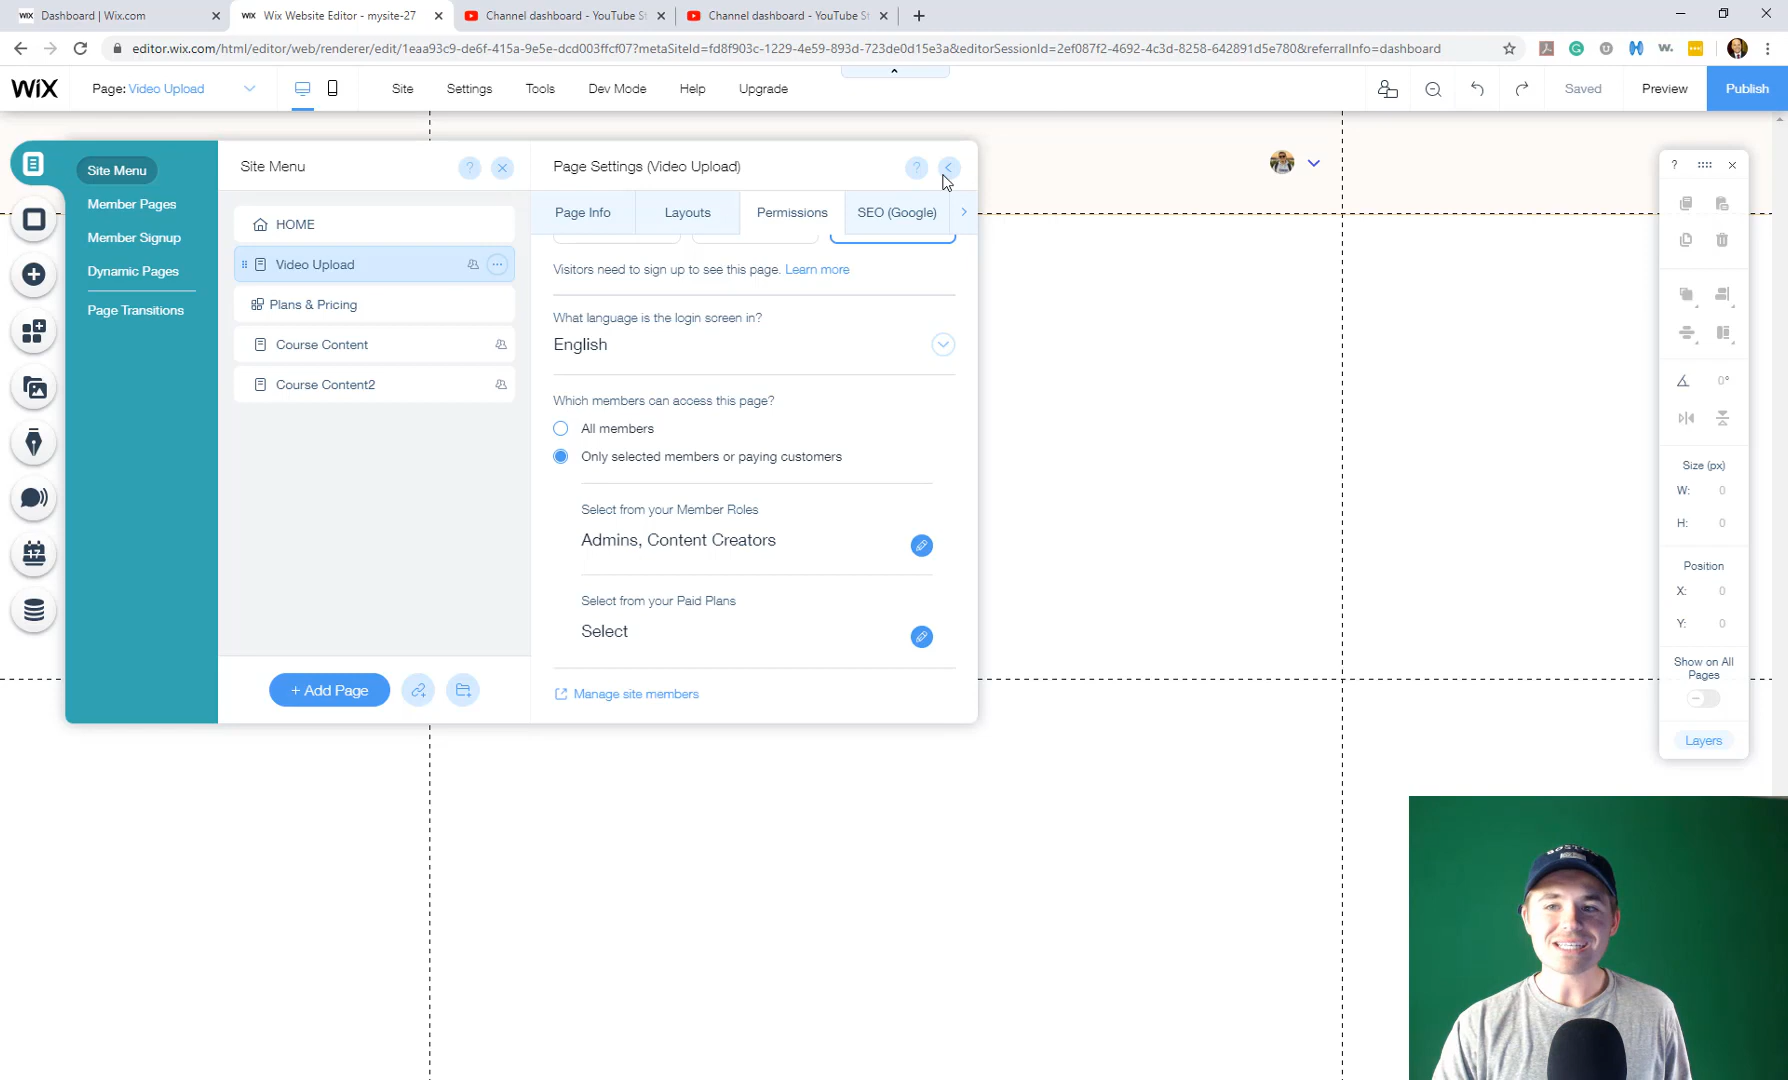 WiX Dashboard | Wix.com
WiX Wix Website Editor - mysite-27
Channel dashboard - YouTube St
Channel dashboard - YouTube St
editor.wix.com/html/editor/web/renderer/edit/1eaa93c9-de6f-415a-9e5e-dcd003ffcf07?metaSiteId=fd8f903c-1229-4e59-893d-723de0d15e3a&editorSessionId=2ef087f2-4692-4c3d-8258-642891d5e780&referralInfo=dashboard
WiX Page: Video Upload Site Settings Tools Dev Mode Help Upgrade Saved Preview Publish
Site Menu
Member Pages
Member Signup
Dynamic Pages
Page Transitions
17
Site Menu ?
HOME
Video Upload
Plans & Pricing
Course Content
Course Content2
+ Add Page
Page Settings (Video Upload) ?
Page Info Layouts Permissions SEO (Google)
Visitors need to sign up to see this page. Learn more
What language is the login screen in?
English
Which members can access this page?
All members
Only selected members or paying customers
Select from your Member Roles
Admins, Content Creators
Select from your Paid Plans
Select
Manage site members
?
0°
Size (px)
W: 0
H: 0
Position
X: 0
Y: 0
Show on All
Pages
Layers